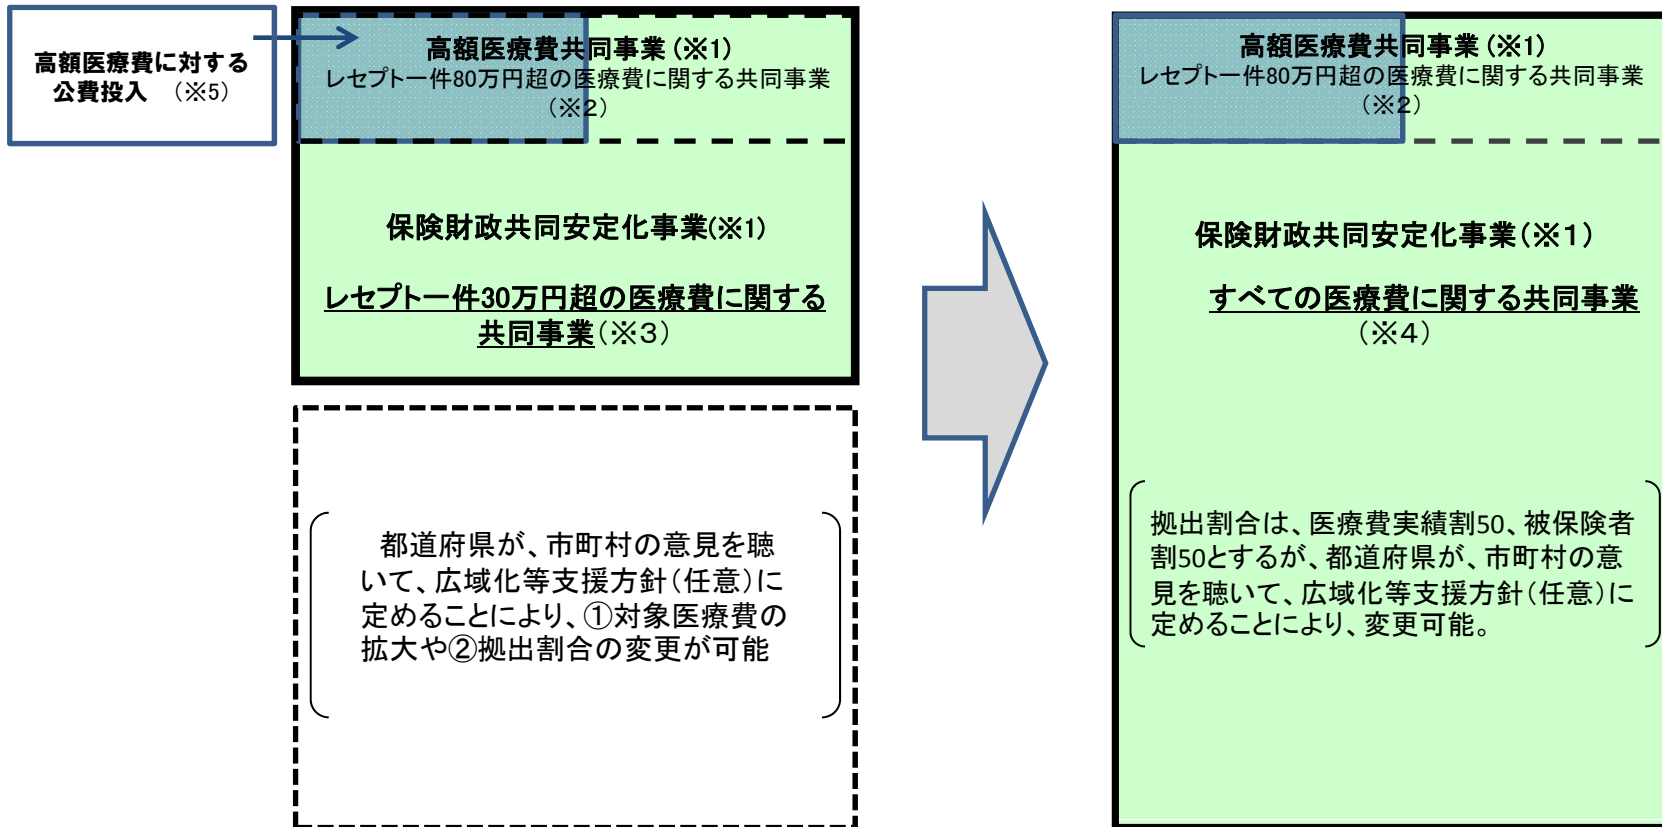 高額医療費に対する
公費投入　（※5）
高額医療費共同事業（※1）
レセプト一件80万円超の医療費に関する共同事業
（※2）
保険財政共同安定化事業(※1)
レセプト一件30万円超の医療費に関する
共同事業（※3）
都道府県が、市町村の意見を聴
いて、広域化等支援方針（任意）に
定めることにより、①対象医療費の
拡大や②拠出割合の変更が可能
高額医療費共同事業（※1）
レセプト一件80万円超の医療費に関する共同事業
（※2）
保険財政共同安定化事業（※1）
すべての医療費に関する共同事業
（※4）
拠出割合は、医療費実績割50、被保険者
割50とするが、都道府県が、市町村の意
見を聴いて、広域化等支援方針（任意）に
定めることにより、変更可能。